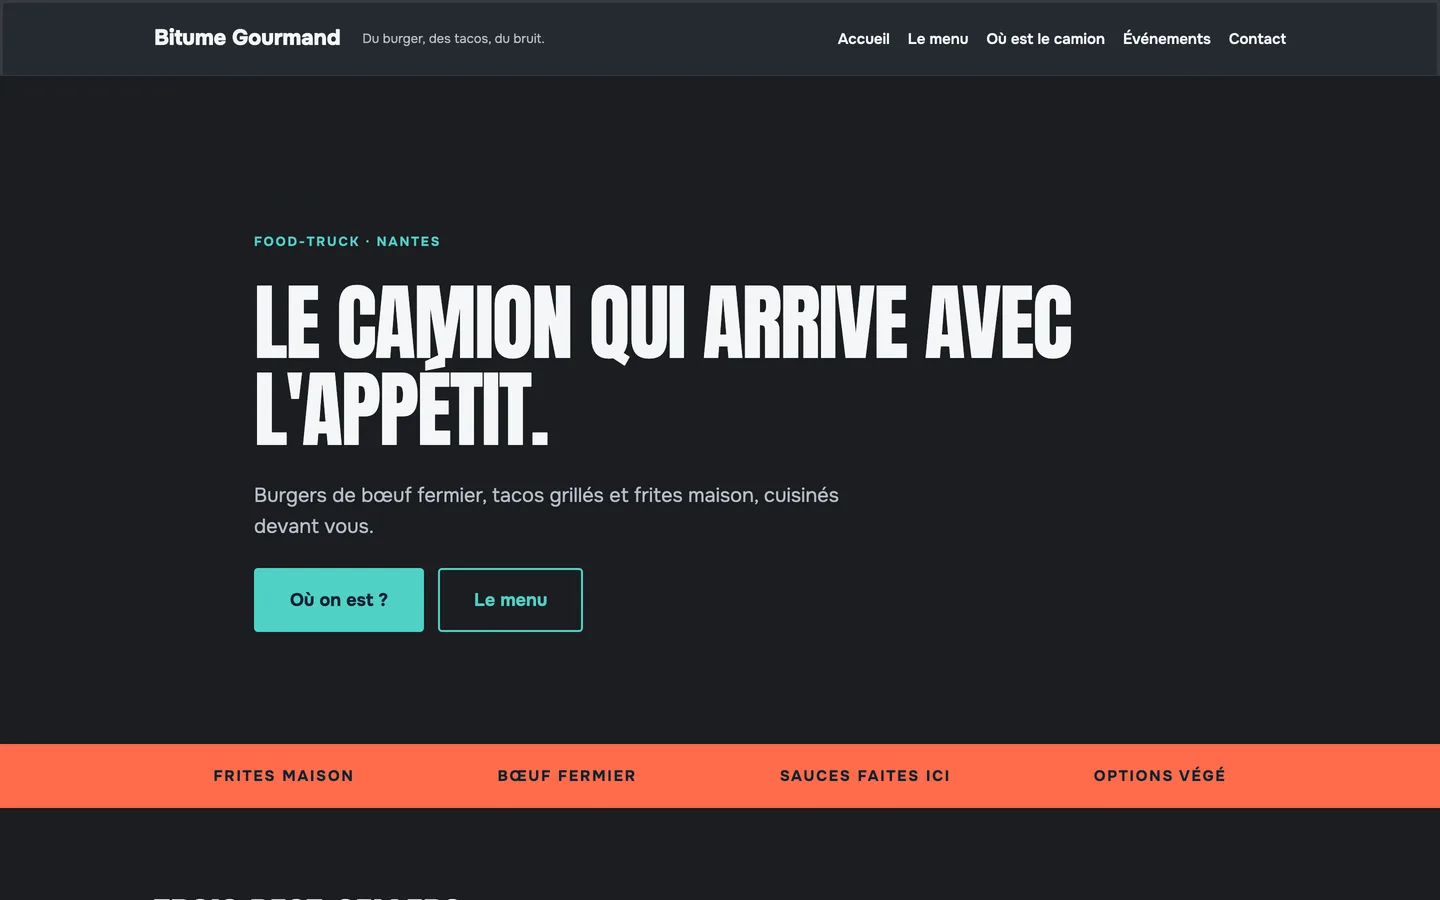 Bitume Gourmand
Du burger, des tacos, du bruit.
Accueil
Le menu
Où est le camion
Événements
Contact
FOOD-TRUCK · NANTES
LE CAMION QUI ARRIVE AVEC
L'APPÉTIT.
Burgers de bœuf fermier, tacos grillés et frites maison, cuisinés
devant vous.
Où on est ?
Le menu
FRITES MAISON
BŒUF FERMIER
SAUCES FAITES ICI
OPTIONS VÉGÉ